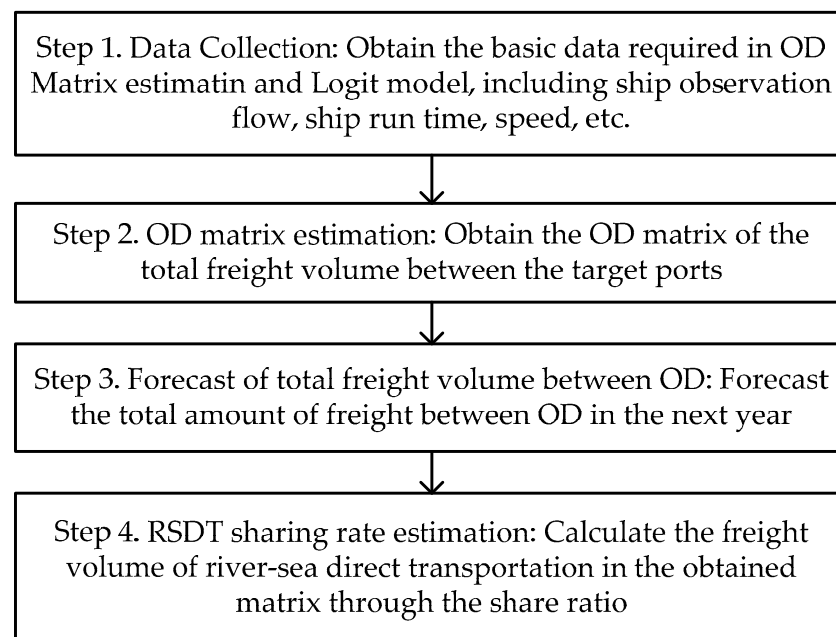 Step 1. Data Collection: Obtain the basic data required in OD
Matrix estimatin and Logit model, including ship observation
flow, ship run time, speed, etc.
Step 2. OD matrix estimation: Obtain the OD matrix of the
total freight volume between the target ports
Step 3. Forecast of total freight volume between OD: Forecast
the total amount of freight between OD in the next year
Step 4. RSDT sharing rate estimation: Calculate the freight
volume of river-sea direct transportation in the obtained
matrix through the share ratio